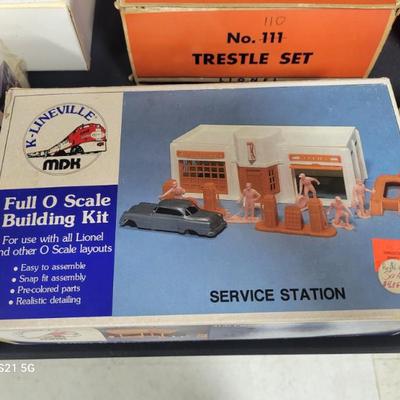 110
No. 111
TRESTLE SET
LIONEL
K-LINEVILLE
MDK
Full O Scale
Building Kit
For use with all Lionel
and other O Scale layouts
• Easy to assemble
• Snap fit assembly
• Pre-colored parts
• Realistic detailing
SERVICE STATION
S21 5G